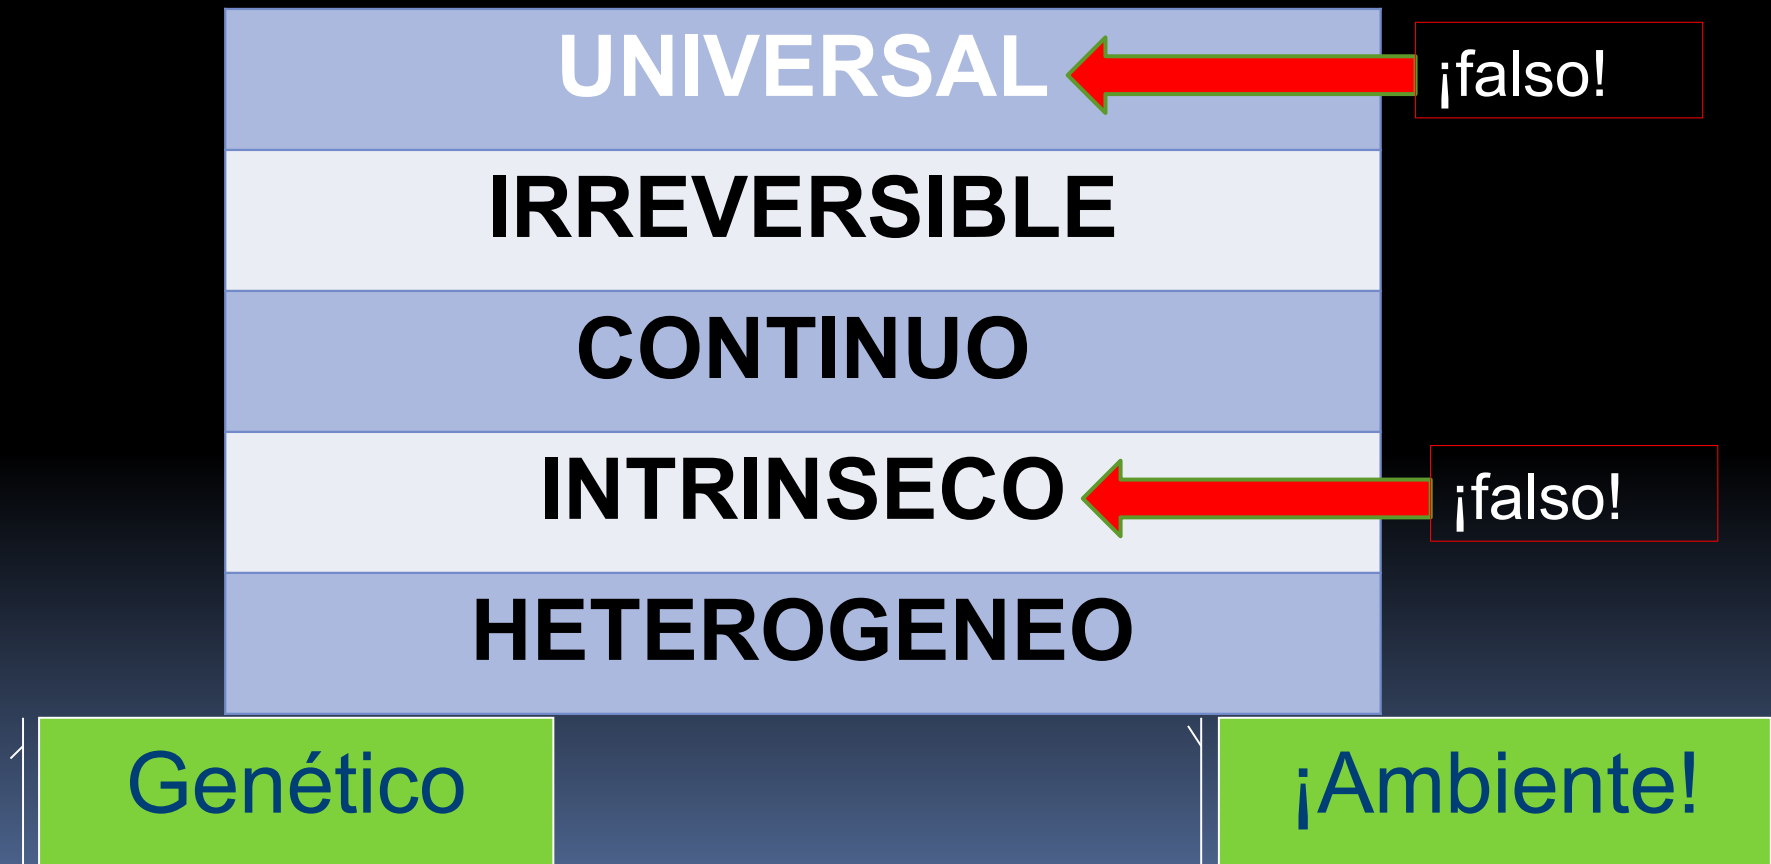 UNIVERSAL
¡falso!
IRREVERSIBLE
CONTINUO
INTRINSECO
¡falso!
HETEROGENEO
Genético
¡Ambiente!